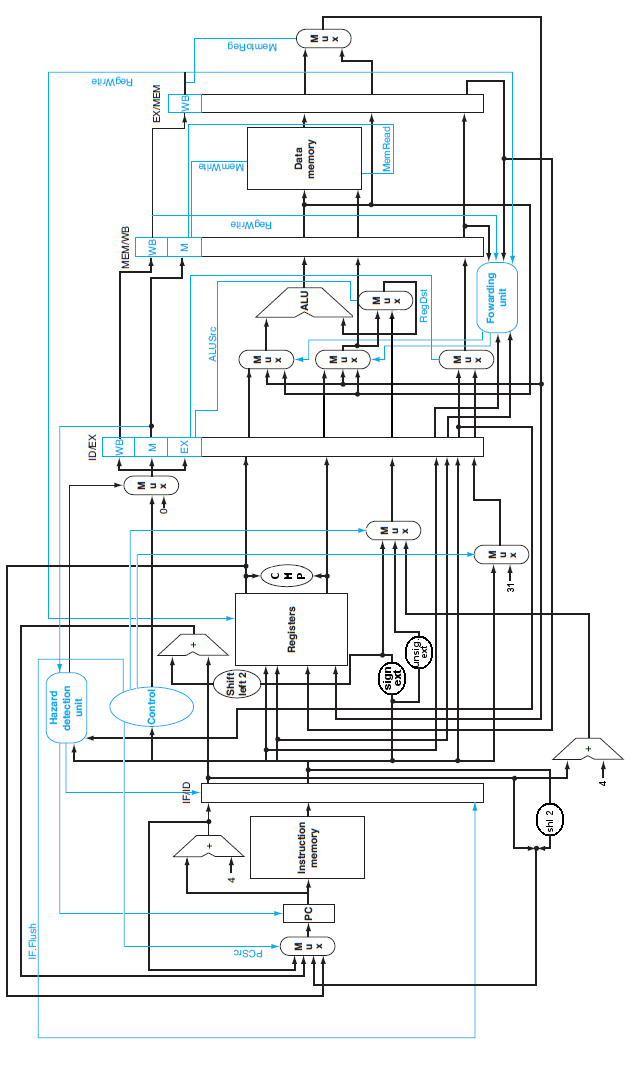 IF.Flush
Hazard
detection
unit
ID/EX
WB
M
EX
M
u
x
0
Control
MEM/WB
WB
M
EX/MEM
WB
RegWrite
IF/ID
+
4
+
Shift
left 2
PCSrc
M
u
x
PC
Instruction
memory
Registers
C
M
P
ALUSrc
M
u
x
M
u
x
ALU
M
u
x
RegDst
RegWrite
MemWrite
Data
memory
MemRead
MemtoReg
M
u
x
sign
ext
unsig
ext
M
u
x
31
M
u
x
M
u
x
Fowarding
unit
shl 2
4
+